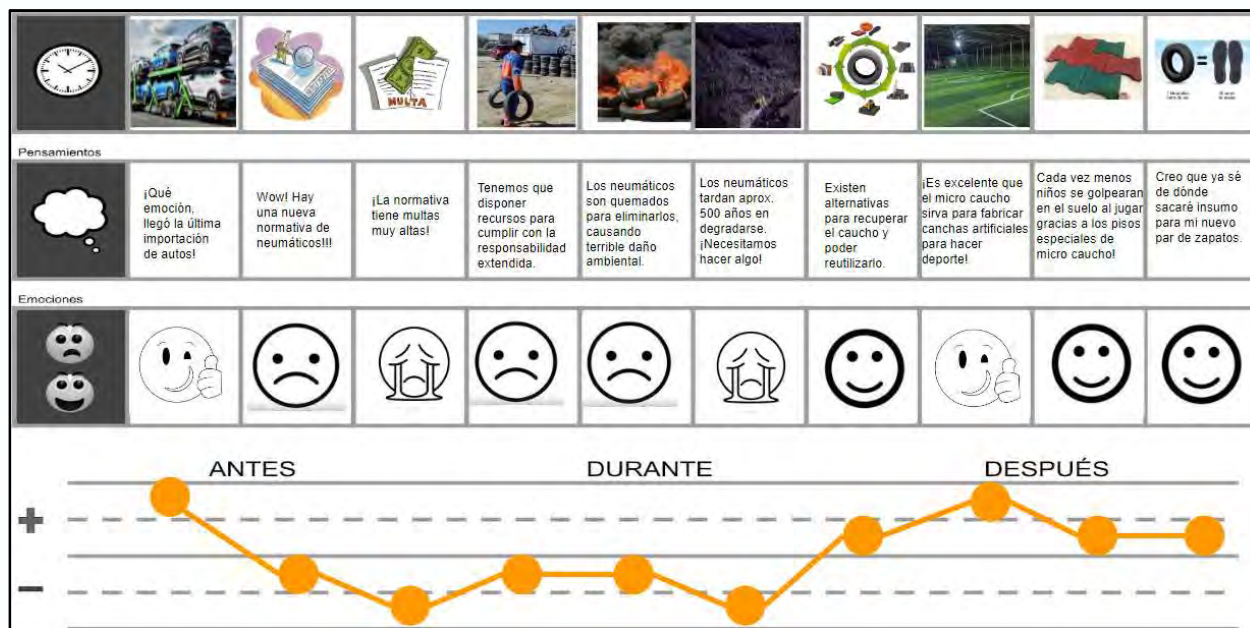 MULTA
Pensamientos
¡Qué
emoción,
llegó la última
importación
de autos!
Wow! Hay
una nueva
normativa de
neumáticos!!!
¡La normativa
tiene multas
muy altas!
Tenemos que
disponer
recursos para
cumplir con la
responsabilidad
extendida.
Los neumáticos
son quemados
para eliminarlos,
causando
terrible daño
ambiental.
Los neumáticos
tardan aprox.
500 años en
degradarse.
¡Necesitamos
hacer algo!
Existen
alternativas
para recuperar
el caucho y
poder
reutilizarlo.
¡Es excelente que
el micro caucho
sirva para fabricar
canchas artificiales
para hacer
deporte!
Cada vez menos
niños se golpearan
en el suelo al jugar
gracias a los pisos
especiales de
micro caucho!
Creo que ya sé
de dónde
sacaré insumo
para mi nuevo
par de zapatos.
Emociones
ANTES
DURANTE
DESPUÉS
+
−